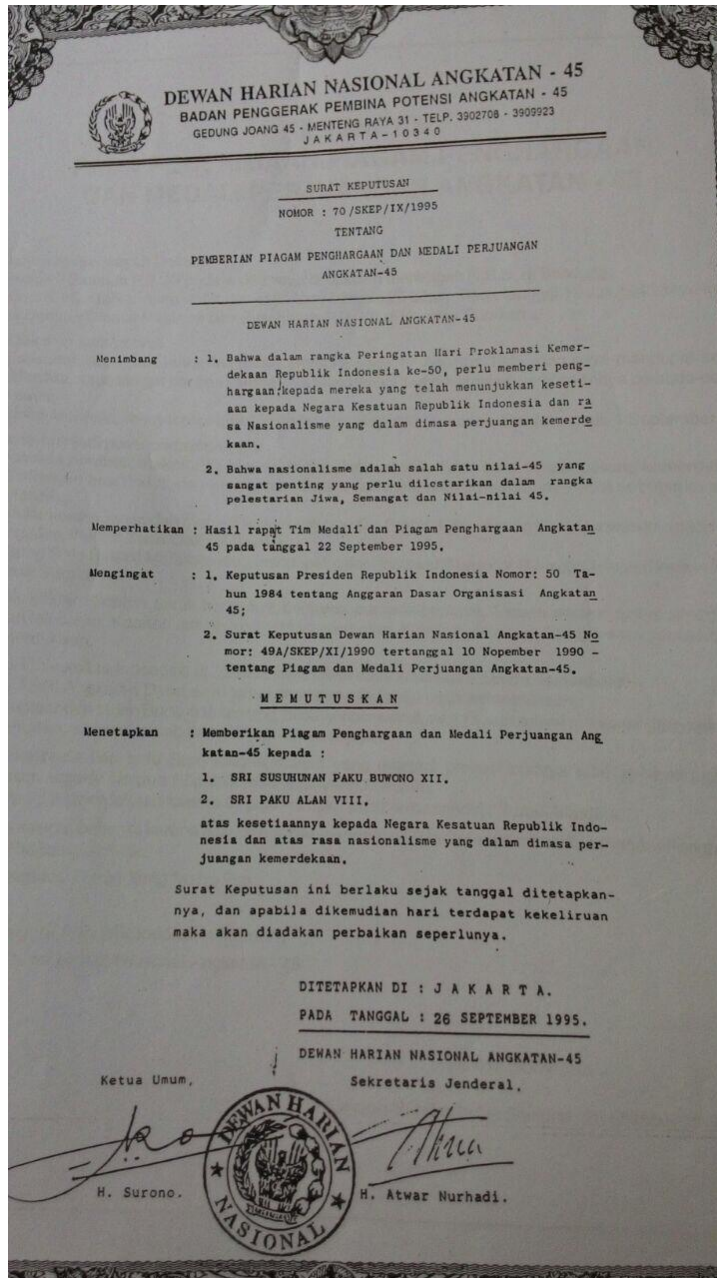 DEWAN HARIAN NASIONAL ANGKATAN - 45
BADAN PENGGERAK PEMBINA POTENSI ANGKATAN - 45
GEDUNG JOANG 45 - MENTENG RAYA 31 - TELP. 3902708 - 3909923
JAKARTA-10340
SURAT KEPUTUSAN
NOMOR : 70/SKEP/IX/1995
TENTANG
PEMBERIAN PIAGAM PENGHARGAAN DAN MEDALI PERJUANGAN
ANGKATAN-45
DEWAN HARIAN NASIONAL ANGKATAN-45
Menimbang : 1. Bahwa dalam rangka Peringatan Hari Proklamasi Kemer-
dekaan Republik Indonesia ke-50, perlu memberi peng-
hargaan kepada mereka yang telah menunjukkan keseti-
aan kepada Negara Kesatuan Republik Indonesia dan ra
sa Nasionalisme yang dalam dimasa perjuangan kemerde
kaan.
2. Bahwa nasionalisme adalah salah satu nilai-45 yang
sangat penting yang perlu dilestarikan dalam rangka
pelestarian Jiwa, Semangat dan Nilai-nilai 45.
Memperhatikan : Hasil rapat Tim Medali dan Piagam Penghargaan Angkatan
45 pada tanggal 22 September 1995.
Mengingat : 1. Keputusan Presiden Republik Indonesia Nomor: 50 Ta-
hun 1984 tentang Anggaran Dasar Organisasi Angkatan
45;
2. Surat Keputusan Dewan Harian Nasional Angkatan-45 No
mor: 49A/SKEP/XI/1990 tertanggal 10 Nopember 1990 -
tentang Piagam dan Medali Perjuangan Angkatan-45.
M E M U T U S K A N
Menetapkan : Memberikan Piagam Penghargaan dan Medali Perjuangan Ang
katan-45 kepada :
1. SRI SUSUHUNAN PAKU BUWONO XII.
2. SRI PAKU ALAM VIII.
atas kesetiaannya kepada Negara Kesatuan Republik Indo-
nesia dan atas rasa nasionalisme yang dalam dimasa per-
juangan kemerdekaan.
Surat Keputusan ini berlaku sejak tanggal ditetapkan-
nya, dan apabila dikemudian hari terdapat kekeliruan
maka akan diadakan perbaikan seperlunya.
DITETAPKAN DI : J A K A R T A.
PADA TANGGAL : 26 SEPTEMBER 1995.
DEWAN HARIAN NASIONAL ANGKATAN-45
Ketua Umum, Sekretaris Jenderal,
DEWAN HARIAN
NASIONAL
H. Surono. H. Atwar Nurhadi.